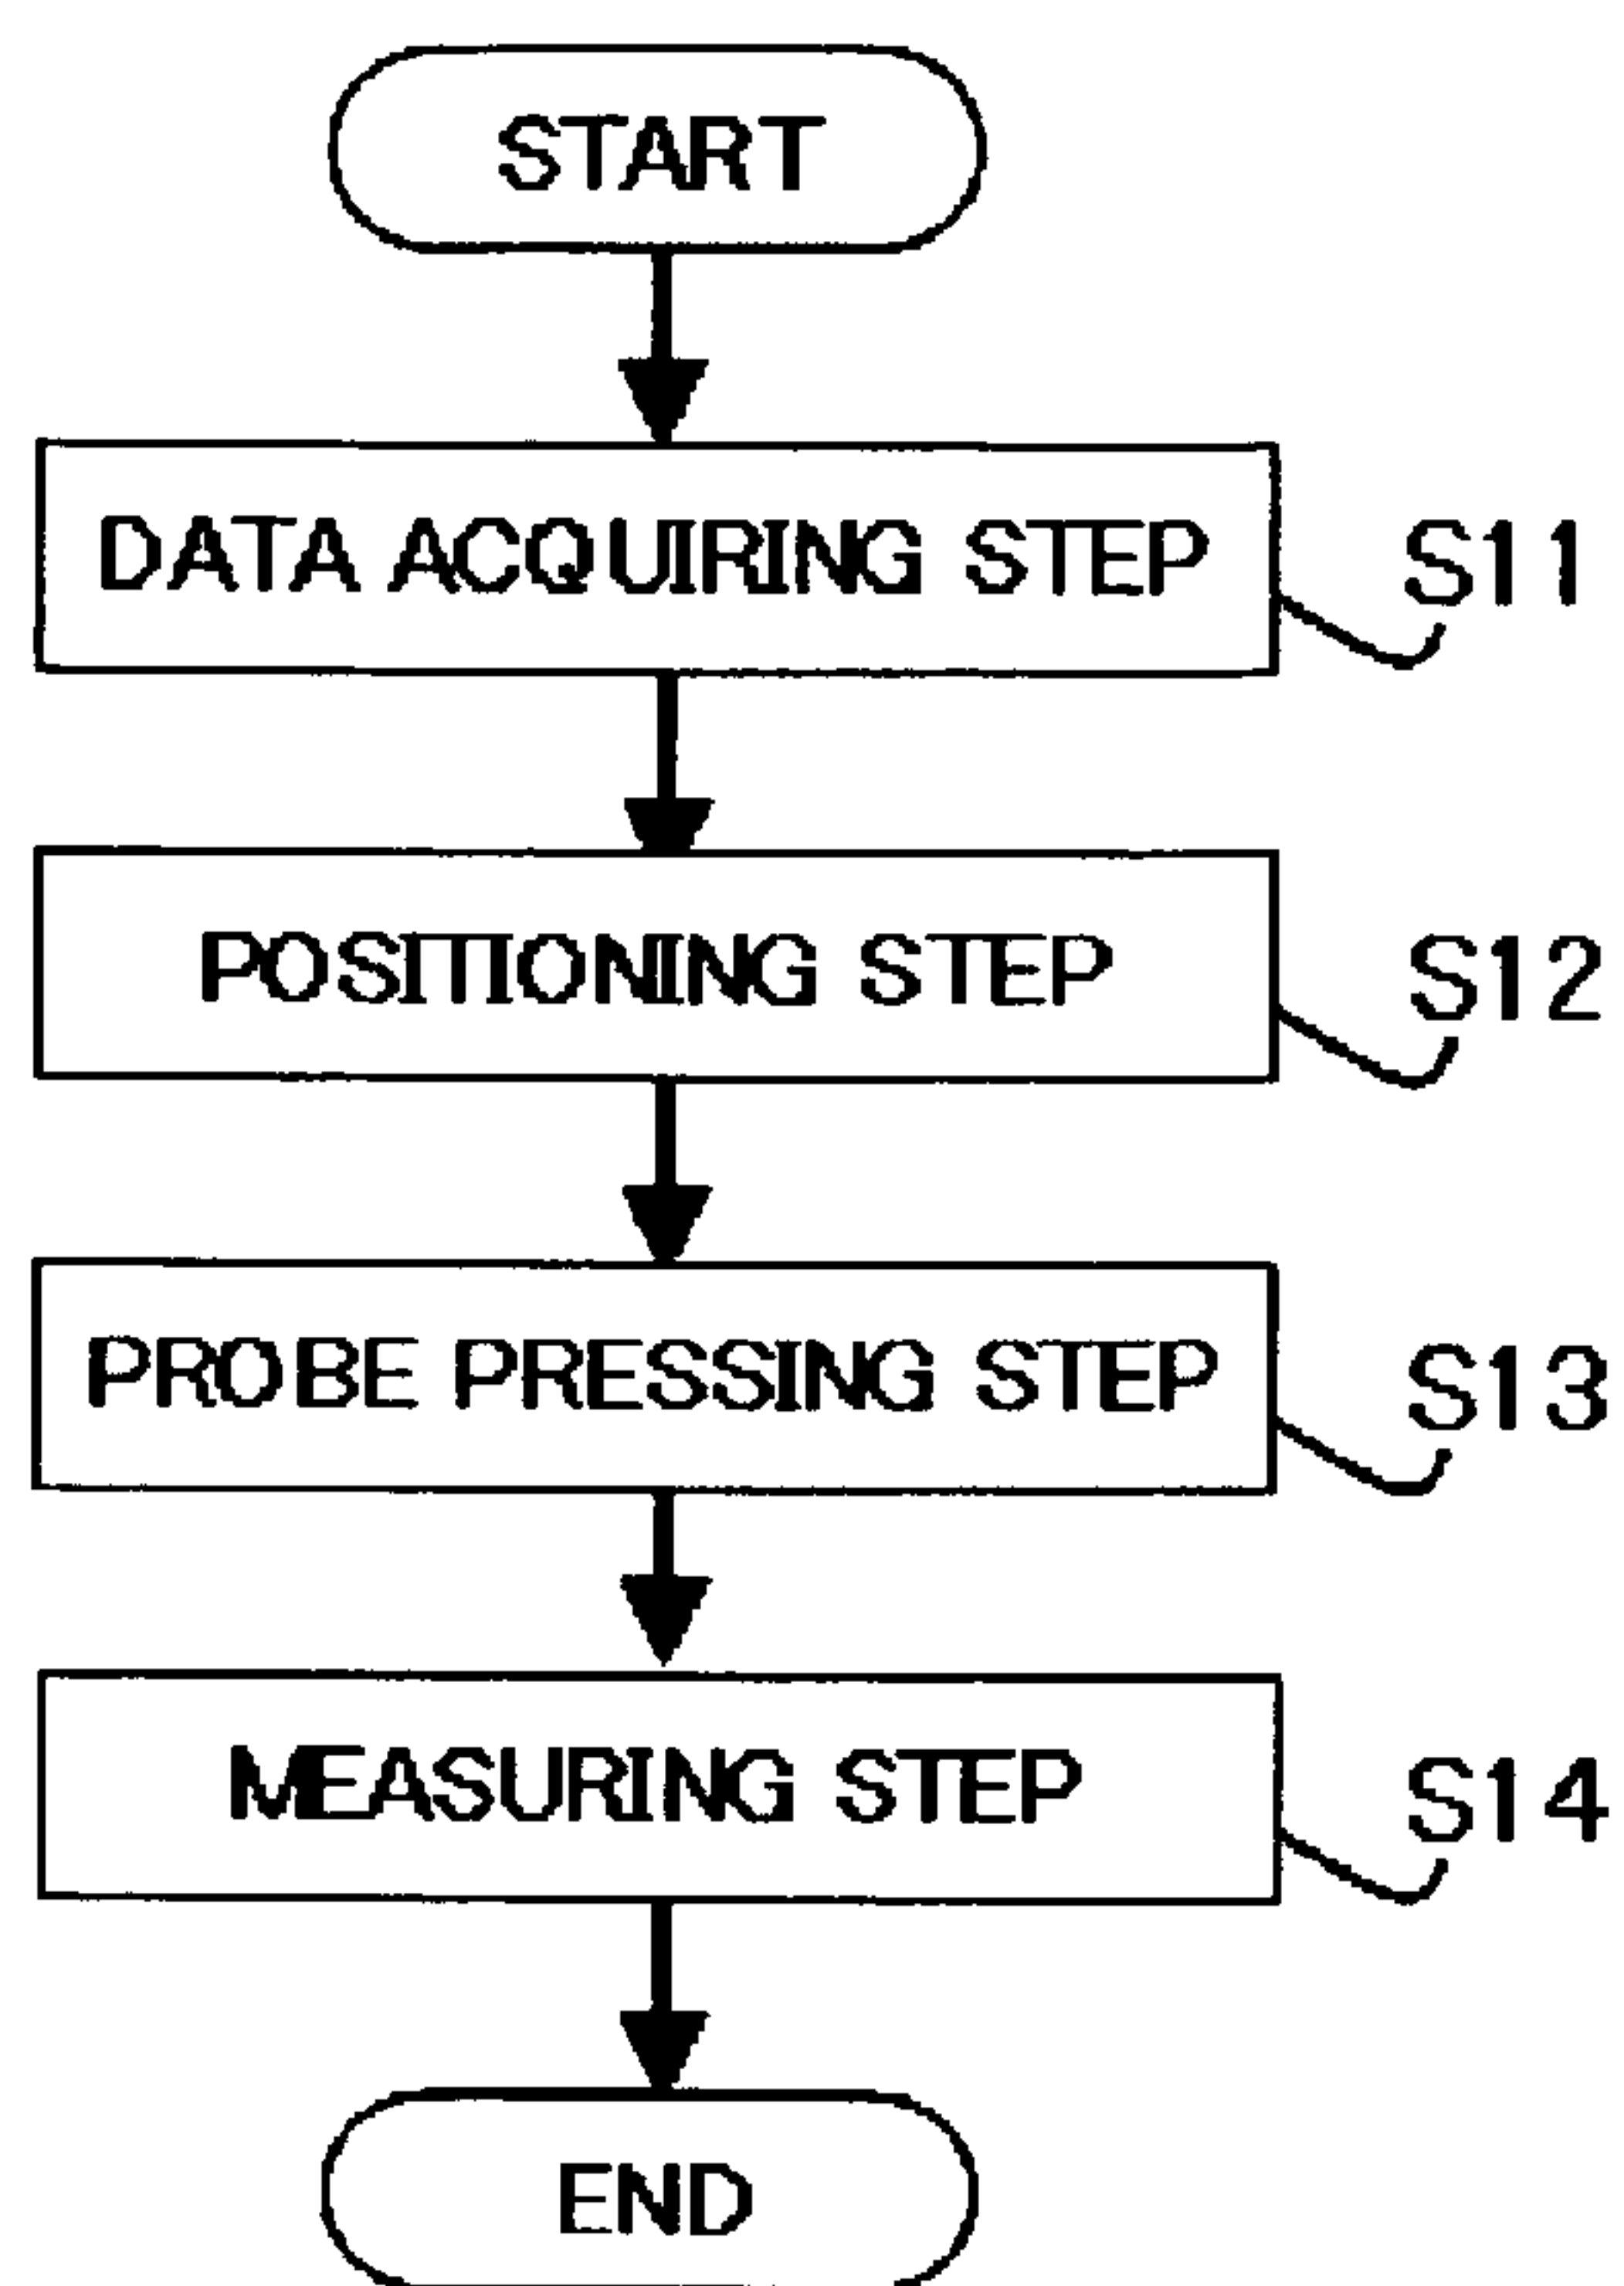 START
DATA ACQUIRING STEP S11
POSITIONING STEP S12
PROBE PRESSING STEP S13
MEASURING STEP S14
END